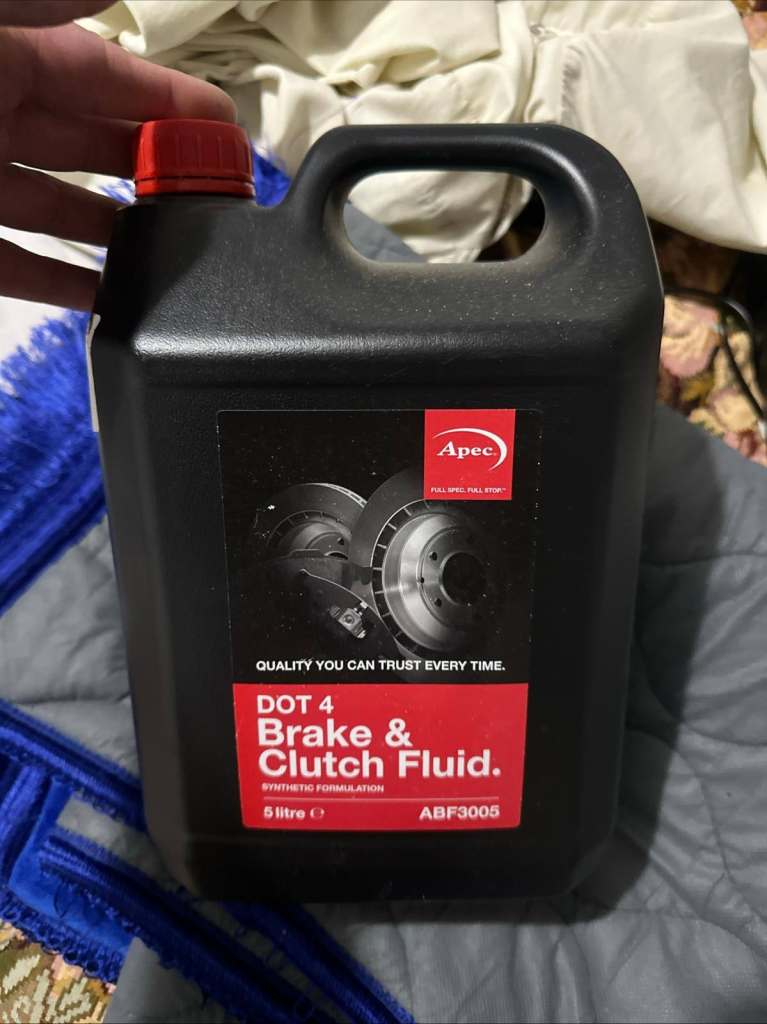 Apec
FULL SPEC. FULL STOP.™
QUALITY YOU CAN TRUST EVERY TIME.
DOT 4
Brake &
Clutch Fluid.
SYNTHETIC FORMULATION
5 litre ℮
ABF3005